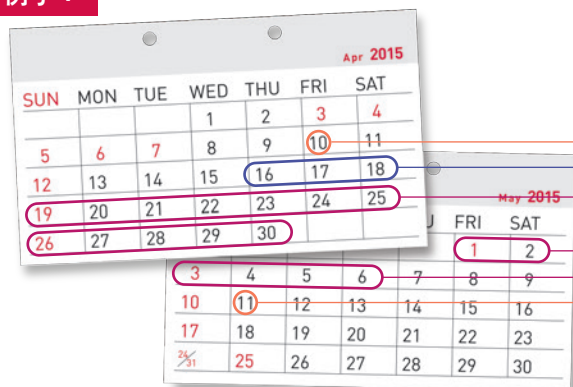 例子：
Apr 2015
SUN MON TUE WED THU FRI SAT
1 2 3 4
5 6 7 8 9 10 11
12 13 14 15 16 17 18
19 20 21 22 23 24 25
26 27 28 29 30
May 2015
FRI SAT
1 2
3 4 5 6 7 8 9
10 11 12 13 14 15 16
17 18 19 20 21 22 23
24/31 25 26 27 28 29 30